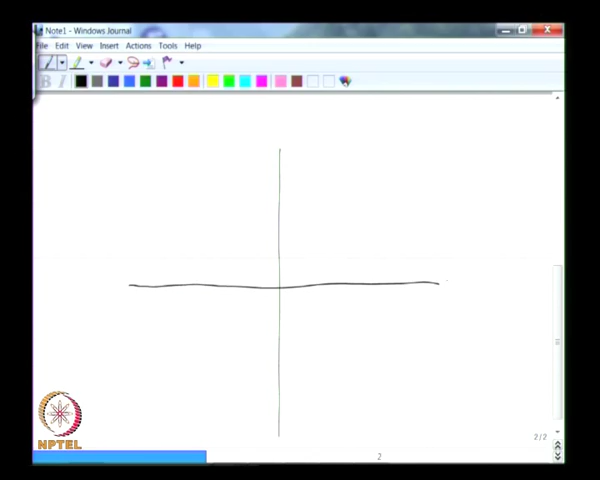 Note1 - Windows Journal
File Edit View Insert Actions Tools Help
B I
NPTEL
2/2
2